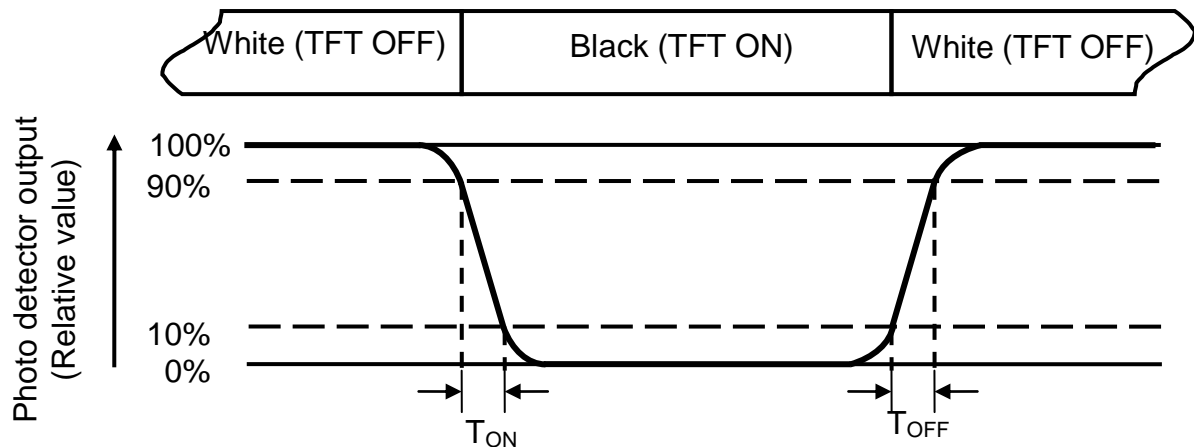 White (TFT OFF)
Black (TFT ON)
White (TFT OFF)
Photo detector output
(Relative value)
100%
90%
10%
0%
TON
TOFF